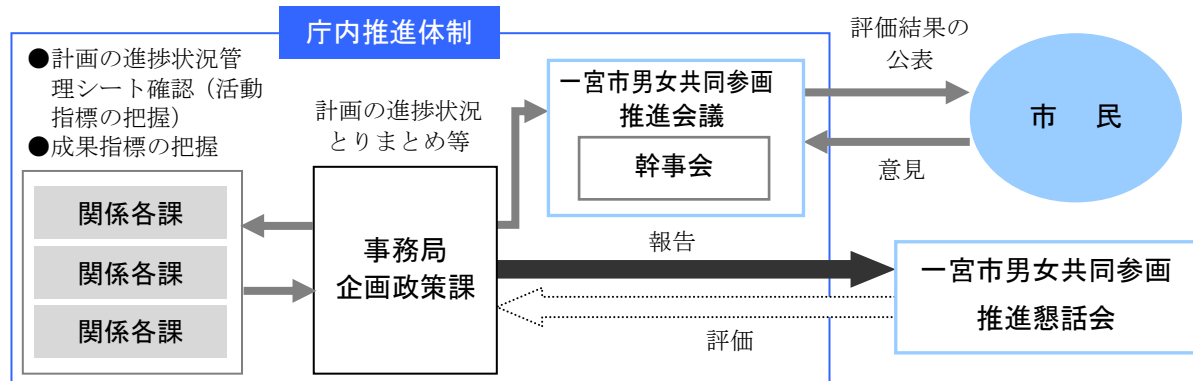 庁内推進体制
●計画の進捗状況管
理シート確認（活動
指標の把握）
●成果指標の把握
関係各課
関係各課
関係各課
計画の進捗状況
とりまとめ等
事務局
企画政策課
一宮市男女共同参画
推進会議
幹事会
評価結果の
公表
意見
市　民
報告
評価
一宮市男女共同参画
推進懇話会